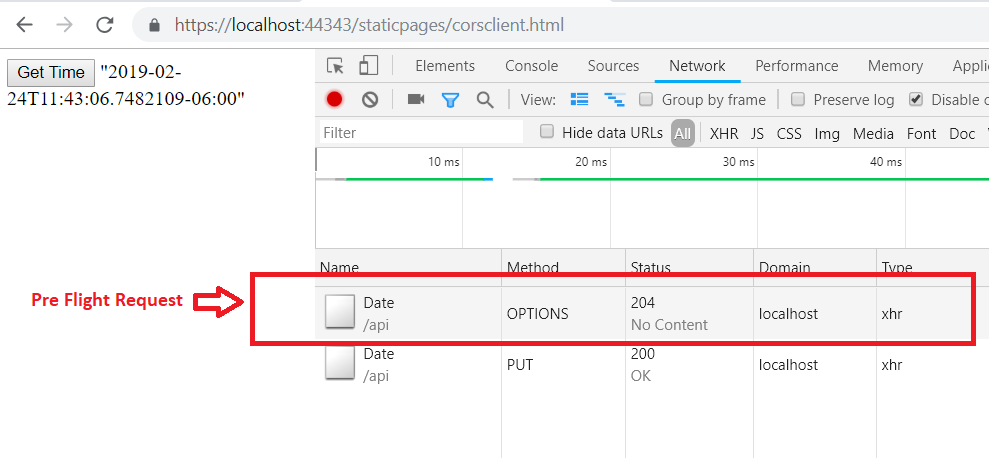 https://localhost:44343/staticpages/corsclient.html
Get Time "2019-02-
24T11:43:06.7482109-06:00"
Elements Console Sources Network Performance Memory Appli
View: Group by frame Preserve log Disable c
Filter Hide data URLs All XHR JS CSS Img Media Font Doc
10 ms 20 ms 30 ms 40 ms
Name Method Status Domain Type
Pre Flight Request
Date
/api
OPTIONS
204
No Content
localhost
xhr
Date
/api
PUT
200
OK
localhost
xhr